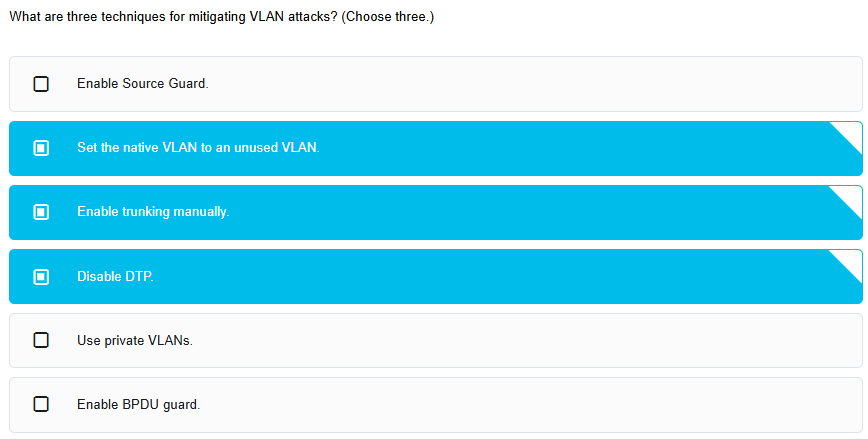 What are three techniques for mitigating VLAN attacks? (Choose three.)
Enable Source Guard.
Set the native VLAN to an unused VLAN.
Enable trunking manually.
Disable DTP.
Use private VLANs.
Enable BPDU guard.